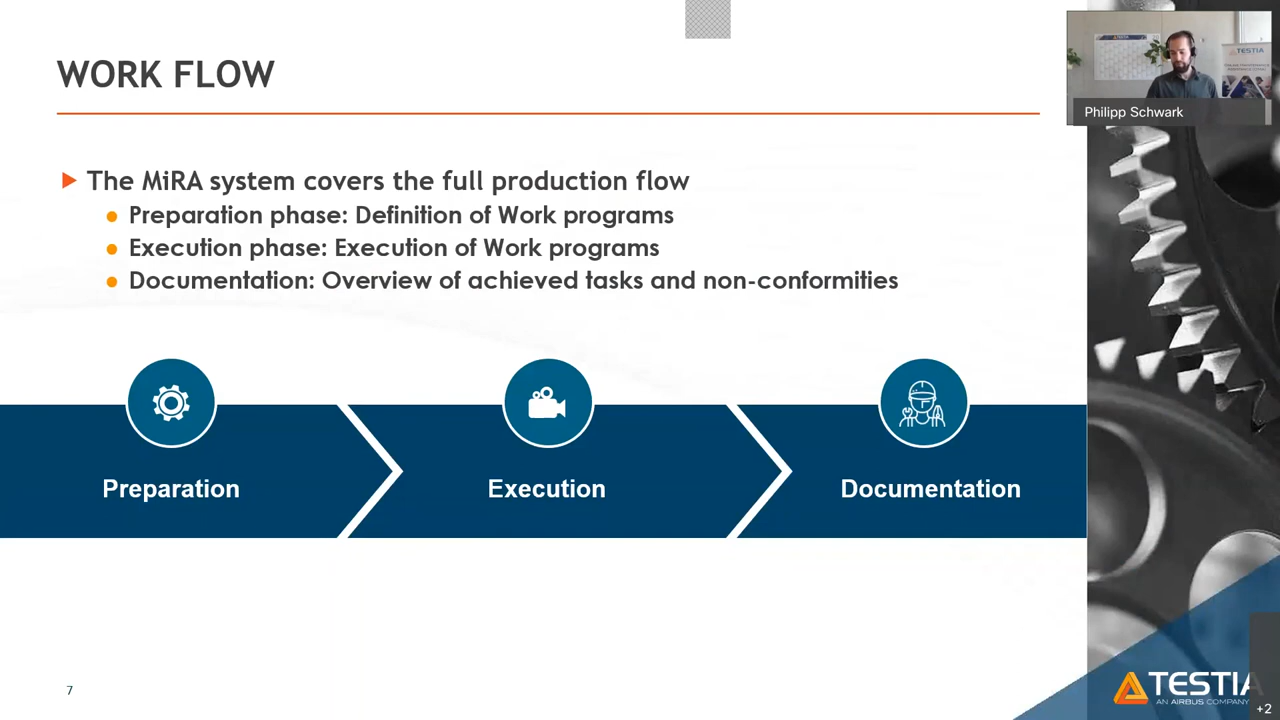 WORK FLOW
The MiRA system covers the full production flow
Preparation phase: Definition of Work programs
Execution phase: Execution of Work programs
Documentation: Overview of achieved tasks and non-conformities
Preparation
Execution
Documentation
7
TESTIA
Philipp Schwark
TESTIA
AN AIRBUS COMPANY
+2